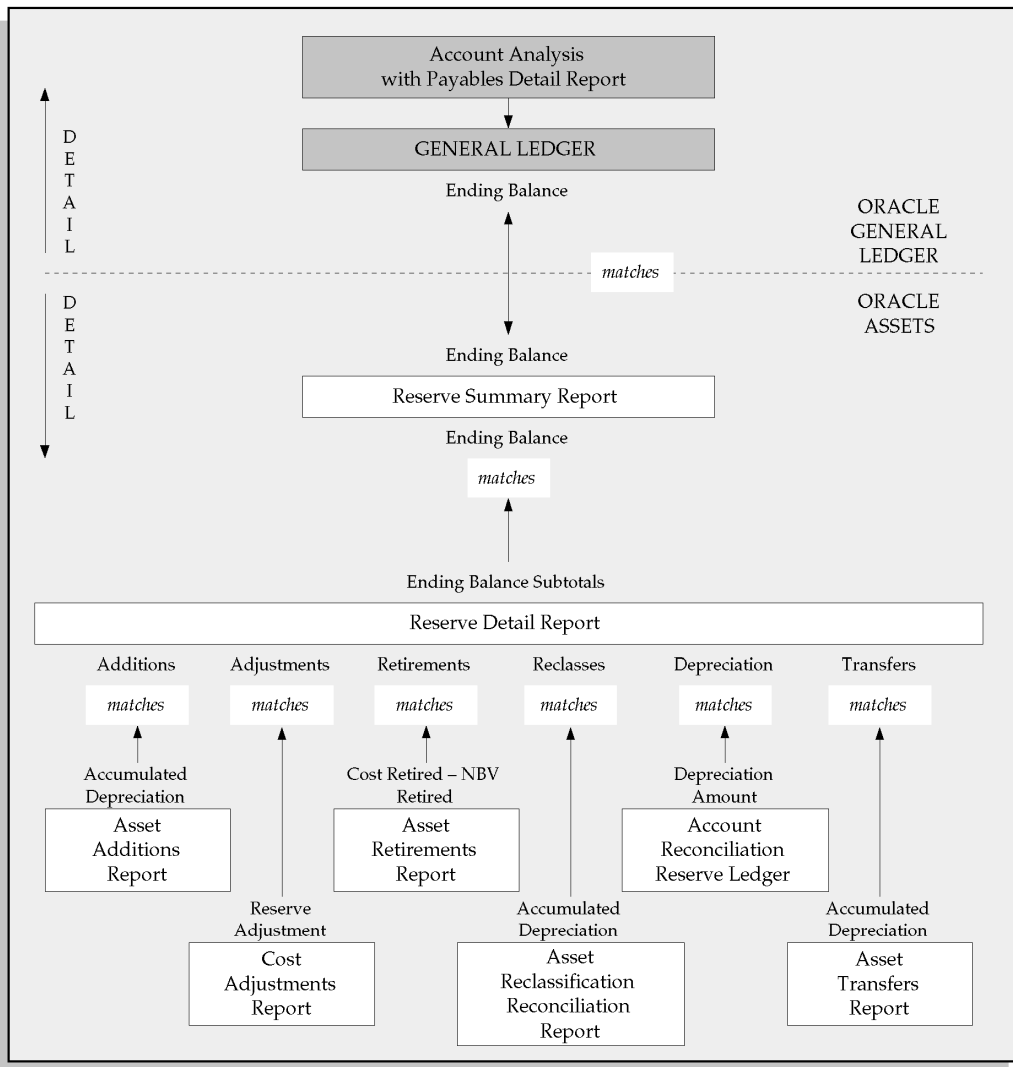 Account Analysis
with Payables Detail Report
GENERAL LEDGER
Ending Balance
D
E
T
A
I
L
ORACLE
GENERAL
LEDGER
matches
D
E
T
A
I
L
ORACLE
ASSETS
Ending Balance
Reserve Summary Report
Ending Balance
matches
Ending Balance Subtotals
Reserve Detail Report
Additions
Adjustments
Retirements
Reclasses
Depreciation
Transfers
matches
matches
matches
matches
matches
matches
Accumulated
Depreciation
Asset
Additions
Report
Cost Retired – NBV
Retired
Asset
Retirements
Report
Depreciation
Amount
Account
Reconciliation
Reserve Ledger
Reserve
Adjustment
Cost
Adjustments
Report
Accumulated
Depreciation
Asset
Reclassification
Reconciliation
Report
Accumulated
Depreciation
Asset
Transfers
Report